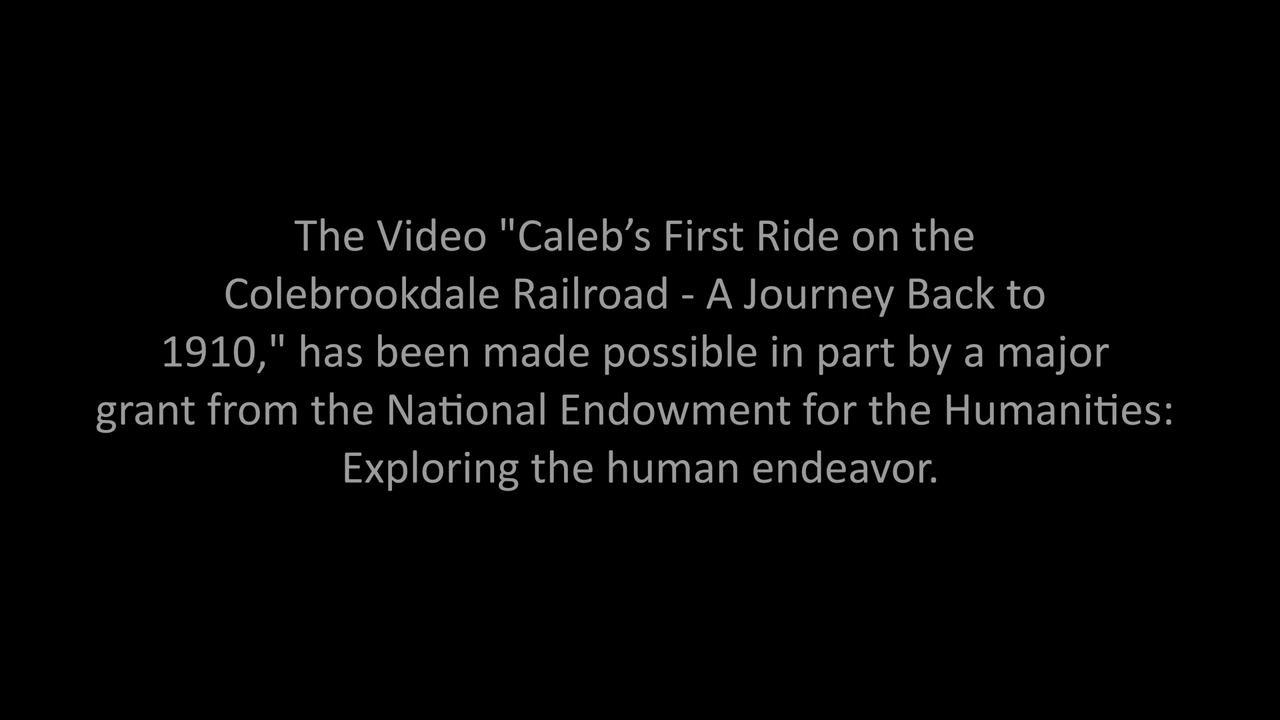 The Video "Caleb’s First Ride on the
Colebrookdale Railroad - A Journey Back to
1910," has been made possible in part by a major
grant from the National Endowment for the Humanities:
Exploring the human endeavor.